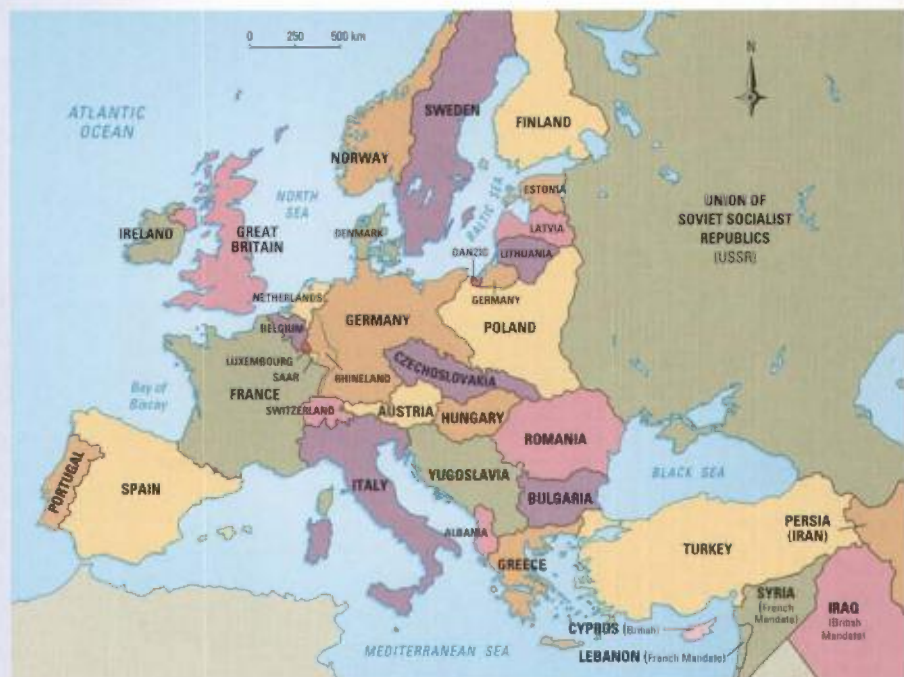 0 250 500 km
N
ATLANTIC
OCEAN
SWEDEN
FINLAND
NORWAY
NORTH
SEA
BALTIC SEA
ESTONIA
UNION OF
SOVIET SOCIALIST
REPUBLICS
(USSR)
IRELAND
GREAT
BRITAIN
DENMARK
LATVIA
DANZIG
LITHUANIA
NETHERLANDS
GERMANY
GERMANY
POLAND
BELGIUM
LUXEMBOURG
SAAR
RHINELAND
CZECHOSLOVAKIA
Bay of
Biscay
FRANCE
SWITZERLAND
AUSTRIA
HUNGARY
ROMANIA
PORTUGAL
SPAIN
ITALY
YUGOSLAVIA
BLACK SEA
BULGARIA
ALBANIA
PERSIA
(IRAN)
TURKEY
GREECE
SYRIA
(French
Mandate)
IRAQ
(British
Mandate)
CYPRUS (British)
LEBANON (French Mandate)
MEDITERRANEAN SEA